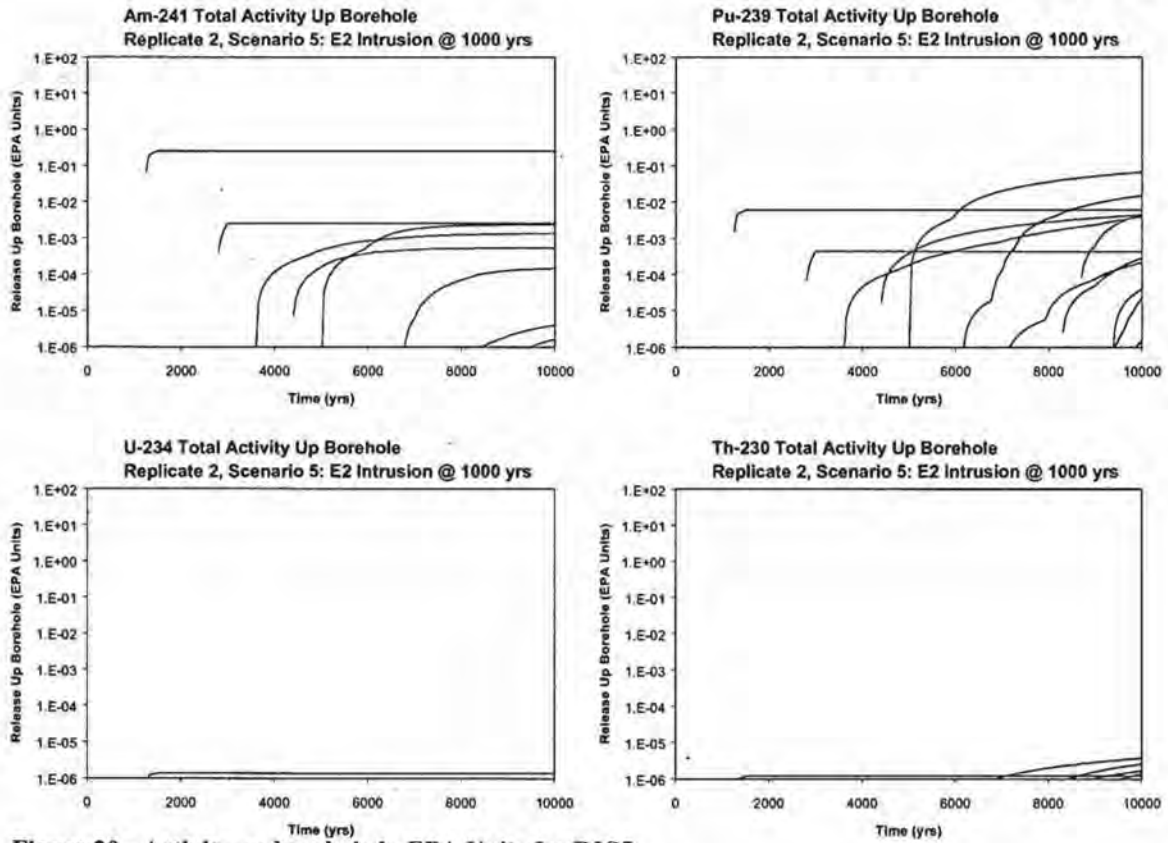 Am-241 Total Activity Up Borehole
Replicate 2, Scenario 5: E2 Intrusion @ 1000 yrs
Release Up Borehole (EPA Units)
1.E+02
1.E+01
1.E+00
1.E-01
1.E-02
1.E-03
1.E-04
1.E-05
1.E-06
0 2000 4000 6000 8000 10000
Time (yrs)
Pu-239 Total Activity Up Borehole
Replicate 2, Scenario 5: E2 Intrusion @ 1000 yrs
Release Up Borehole (EPA Units)
1.E+02
1.E+01
1.E+00
1.E-01
1.E-02
1.E-03
1.E-04
1.E-05
1.E-06
0 2000 4000 6000 8000 10000
Time (yrs)
U-234 Total Activity Up Borehole
Replicate 2, Scenario 5: E2 Intrusion @ 1000 yrs
Release Up Borehole (EPA Units)
1.E+02
1.E+01
1.E+00
1.E-01
1.E-02
1.E-03
1.E-04
1.E-05
1.E-06
0 2000 4000 6000 8000 10000
Time (yrs)
Th-230 Total Activity Up Borehole
Replicate 2, Scenario 5: E2 Intrusion @ 1000 yrs
Release Up Borehole (EPA Units)
1.E+02
1.E+01
1.E+00
1.E-01
1.E-02
1.E-03
1.E-04
1.E-05
1.E-06
0 2000 4000 6000 8000 10000
Time (yrs)